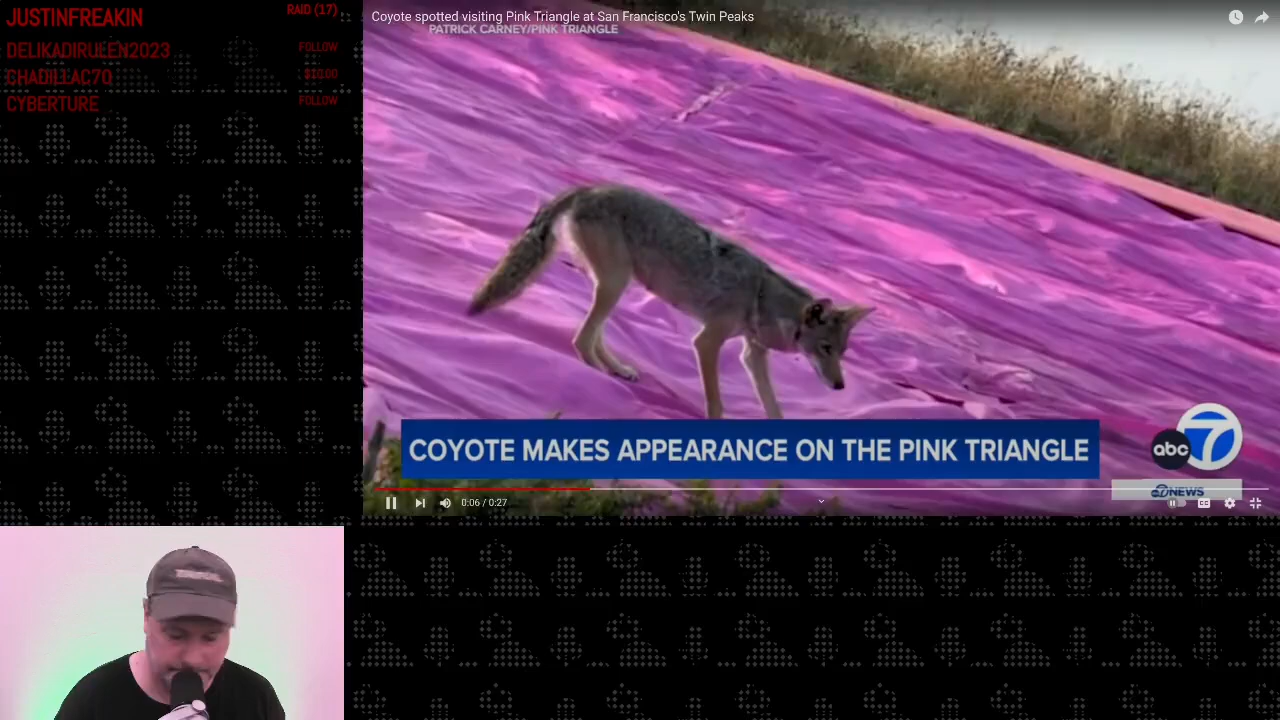 JUSTINFREAKIN
RAID (17)
DELIKADIRULEN2023
FOLLOW
CHADILLAC70
$10.00
CYBERTURE
FOLLOW
Coyote spotted visiting Pink Triangle at San Francisco's Twin Peaks
PATRICK CARNEY/PINK TRIANGLE
COYOTE MAKES APPEARANCE ON THE PINK TRIANGLE
abc 7
7 NEWS
0:06 / 0:27
CC